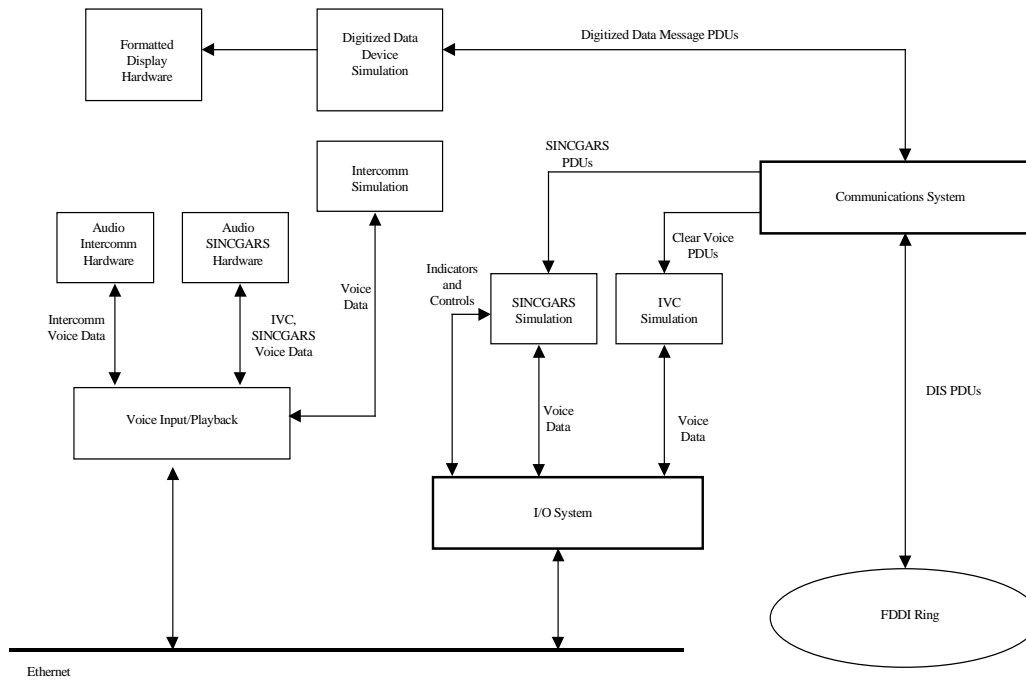 Formatted
Display
Hardware
Digitized Data
Device
Simulation
Digitized Data Message PDUs
SINCGARS
PDUs
Intercomm
Simulation
Communications System
Audio
Intercomm
Hardware
Audio
SINCGARS
Hardware
Clear Voice
PDUs
Indicators
and
Controls
Voice
Data
SINCGARS
Simulation
IVC
Simulation
Intercomm
Voice Data
IVC,
SINCGARS
Voice Data
DIS PDUs
Voice Input/Playback
Voice
Data
Voice
Data
I/O System
FDDI Ring
Ethernet